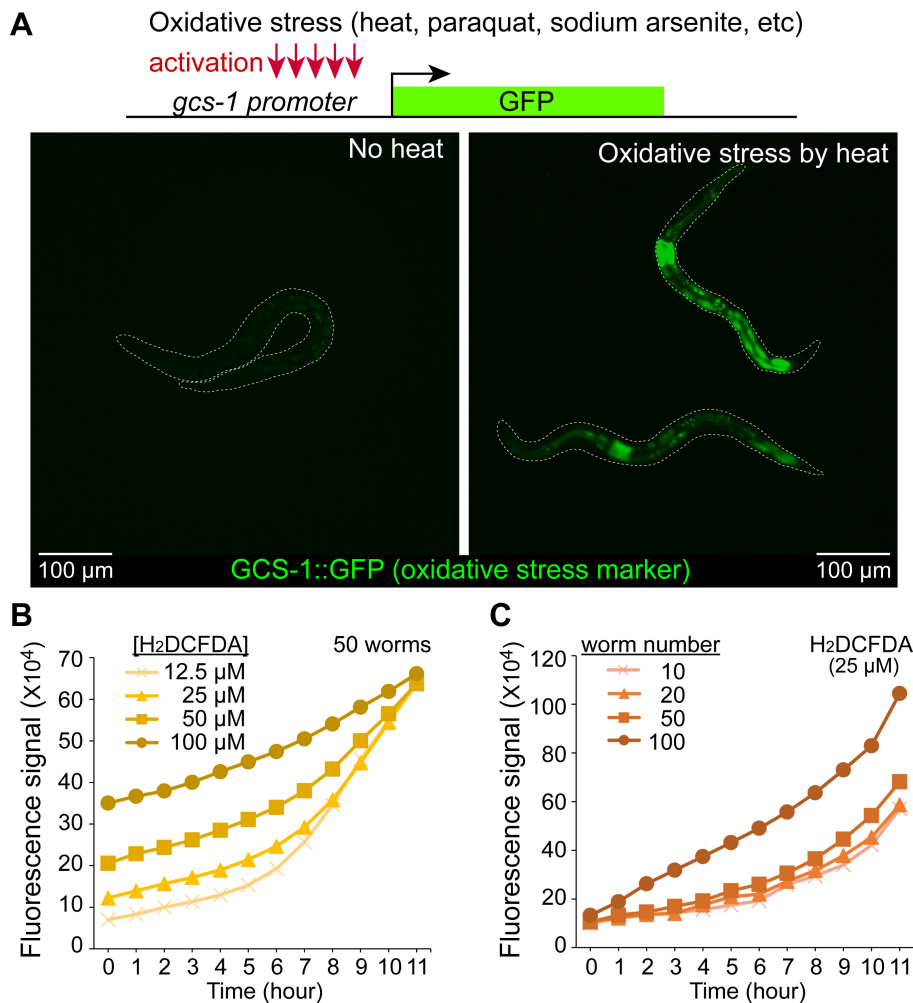 A
Oxidative stress (heat, paraquat, sodium arsenite, etc)
activation
gcs-1 promoter
GFP
No heat
Oxidative stress by heat
100 µm
GCS-1::GFP (oxidative stress marker)
100 µm
B
[H₂DCFDA]
50 worms
12.5 µM
25 µM
50 µM
100 µM
Fluorescence signal (X10⁴)
70
60
50
40
30
20
10
0
0 1 2 3 4 5 6 7 8 9 10 11
Time (hour)
C
worm number
H₂DCFDA
(25 µM)
10
20
50
100
Fluorescence signal (X10⁴)
120
100
80
60
40
20
0
0 1 2 3 4 5 6 7 8 9 10 11
Time (hour)